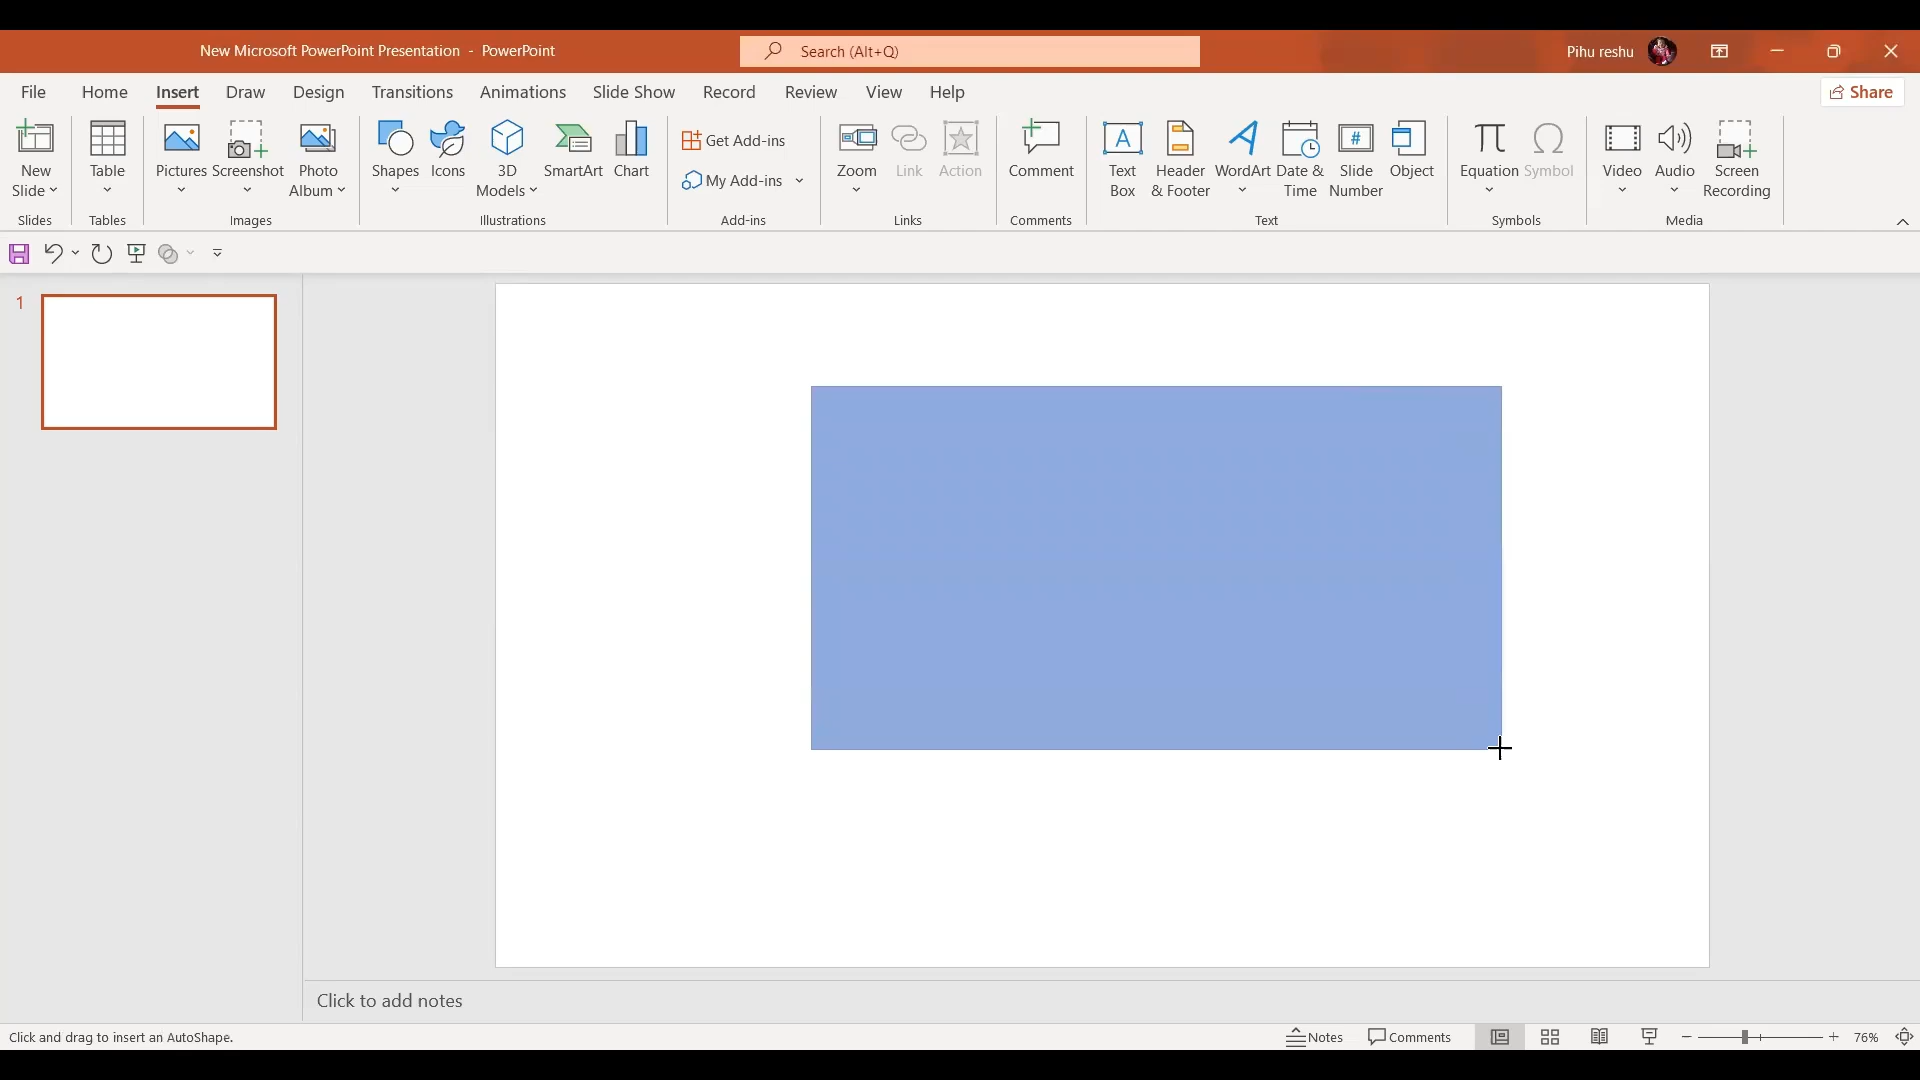 New Microsoft PowerPoint Presentation - PowerPoint
Search (Alt+Q)
Pihu reshu
File Home Insert Draw Design Transitions Animations Slide Show Record Review View Help
Share
New Slide
Table
Pictures
Screenshot
Photo Album
Shapes
Icons
3D Models
SmartArt
Chart
Get Add-ins
My Add-ins
Zoom
Link
Action
Comment
A
Text Box
Header & Footer
WordArt
Date & Time
#
Slide Number
Object
Equation
Symbol
Video
Audio
Screen Recording
Slides Tables Images Illustrations Add-ins Links Comments Text Symbols Media
1
Click to add notes
Click and drag to insert an AutoShape.
Notes
Comments
76%